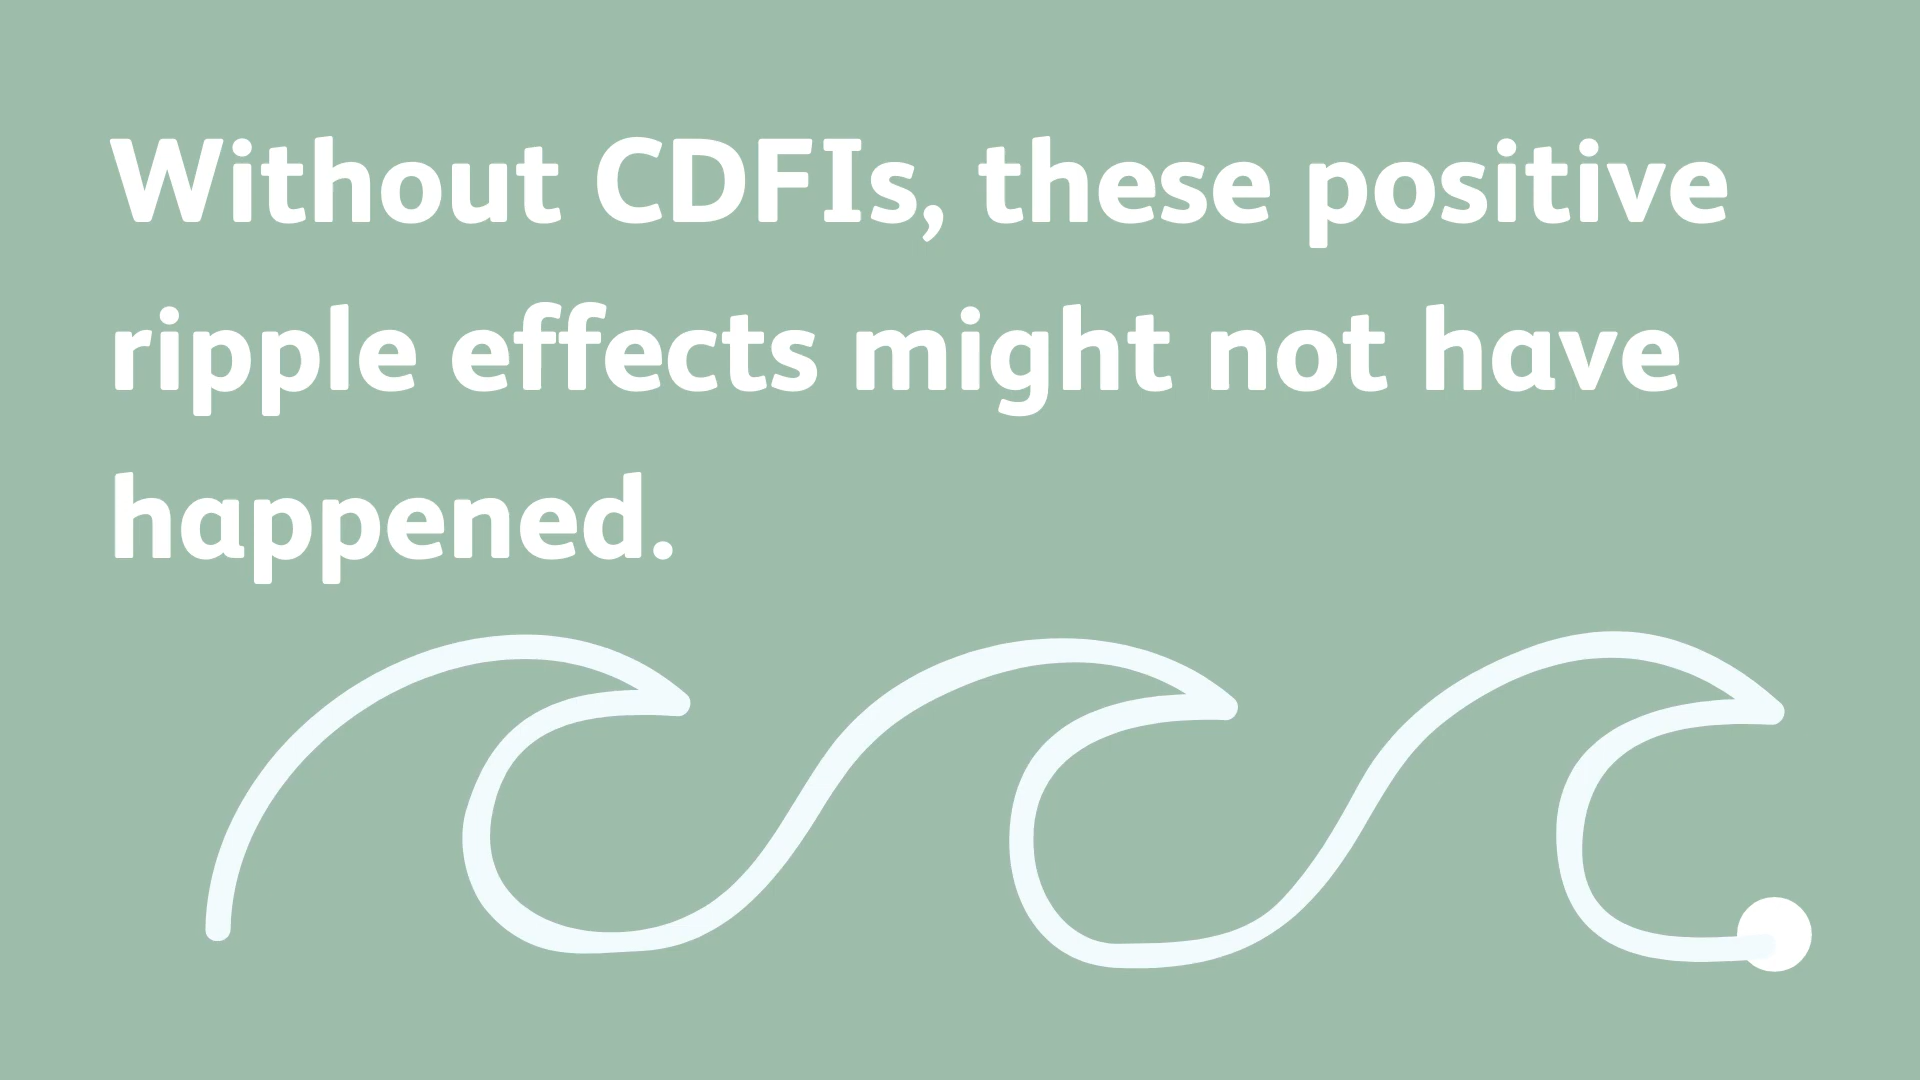 Without CDFIs, these positive
ripple effects might not have
happened.